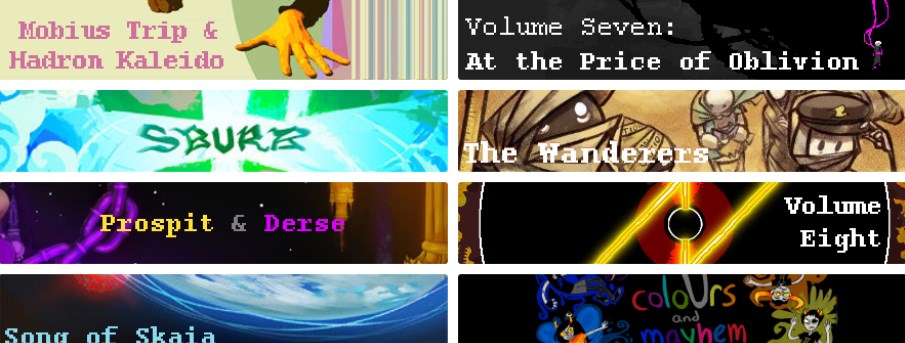 Mobius Trip &
Hadron Kaleido
Volume Seven:
At the Price of Oblivion
SBURB
The Wanderers
Prospit & Derse
Volume
Eight
Song of Skaia
coloUrs
and
mayhem